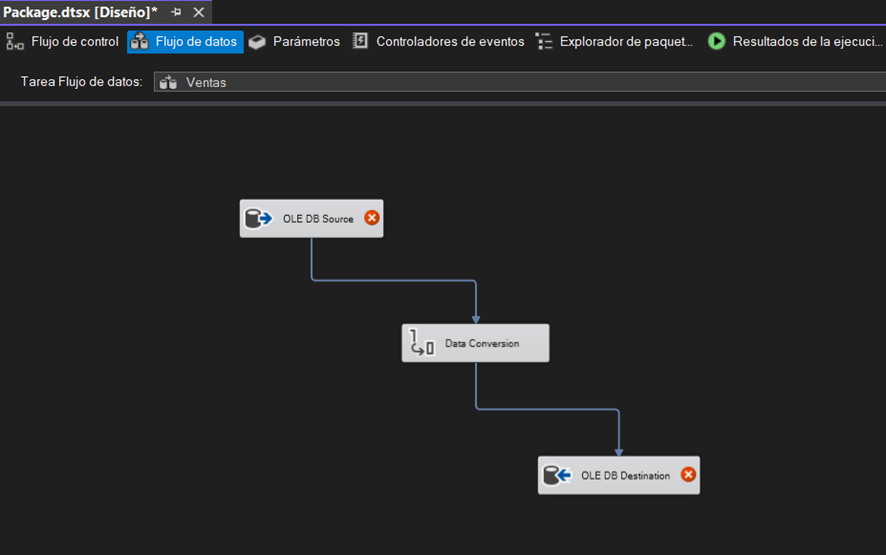 Package.dtsx [Diseño]*
Flujo de control Flujo de datos Parámetros Controladores de eventos Explorador de paquet... Resultados de la ejecuci...
Tarea Flujo de datos: Ventas
OLE DB Source
Data Conversion
OLE DB Destination